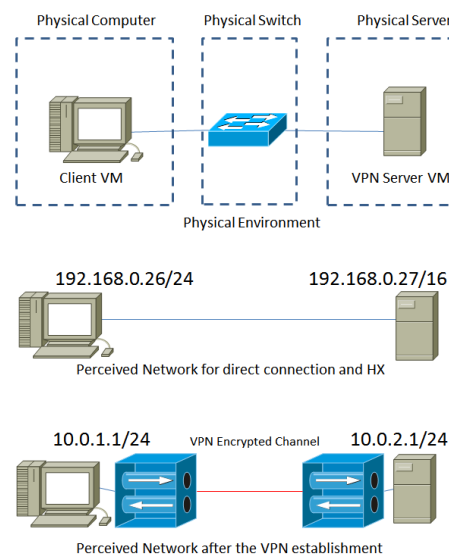 Physical Computer Physical Switch Physical Server
Client VM VPN Server VM
Physical Environment
192.168.0.26/24 192.168.0.27/16
Perceived Network for direct connection and HX
10.0.1.1/24 VPN Encrypted Channel 10.0.2.1/24
Perceived Network after the VPN establishment